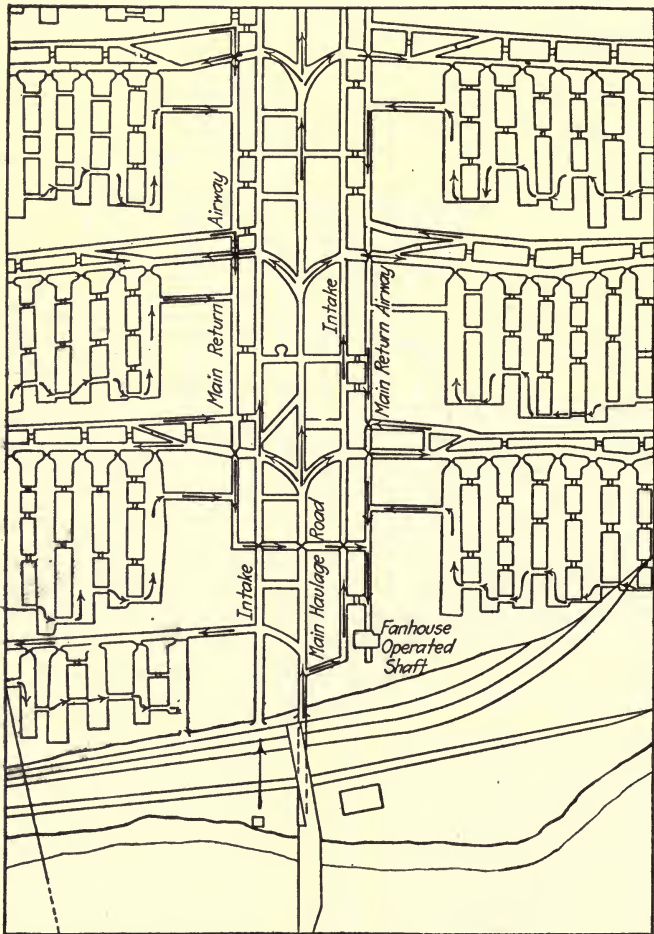 Airway
Main Return
Intake
Main Return Airway
Intake
Main Haulage Road
Fanhouse
Operated
Shaft